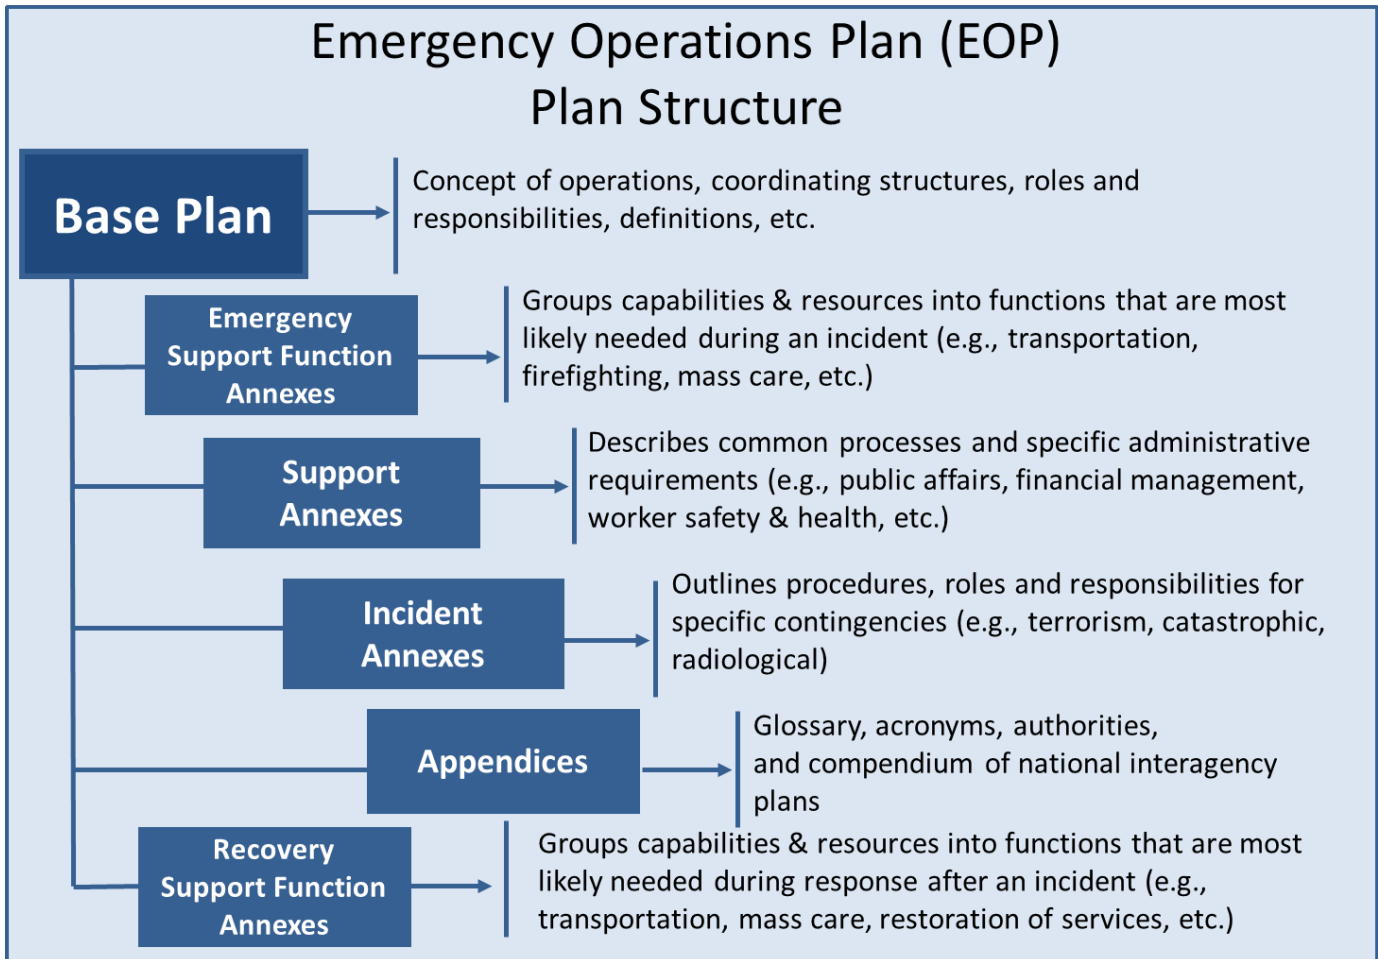 Emergency Operations Plan (EOP)
Plan Structure
Base Plan
Concept of operations, coordinating structures, roles and
responsibilities, definitions, etc.
Emergency
Support Function
Annexes
Groups capabilities & resources into functions that are most
likely needed during an incident (e.g., transportation,
firefighting, mass care, etc.)
Support
Annexes
Describes common processes and specific administrative
requirements (e.g., public affairs, financial management,
worker safety & health, etc.)
Incident
Annexes
Outlines procedures, roles and responsibilities for
specific contingencies (e.g., terrorism, catastrophic,
radiological)
Appendices
Glossary, acronyms, authorities,
and compendium of national interagency
plans
Recovery
Support Function
Annexes
Groups capabilities & resources into functions that are most
likely needed during response after an incident (e.g.,
transportation, mass care, restoration of services, etc.)